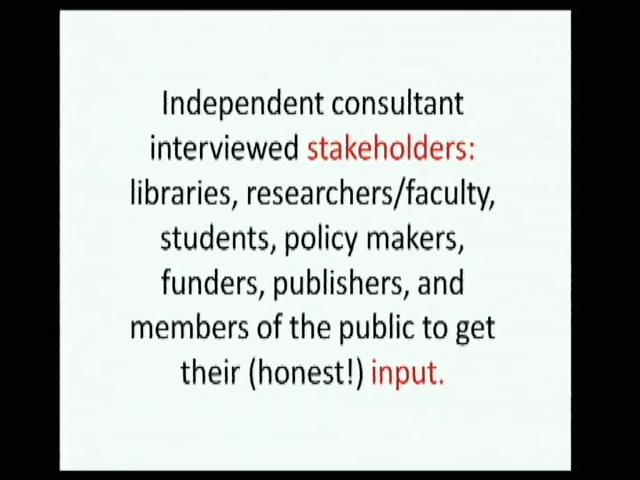 Independent consultant
interviewed stakeholders:
libraries, researchers/faculty,
students, policy makers,
funders, publishers, and
members of the public to get
their (honest!) input.